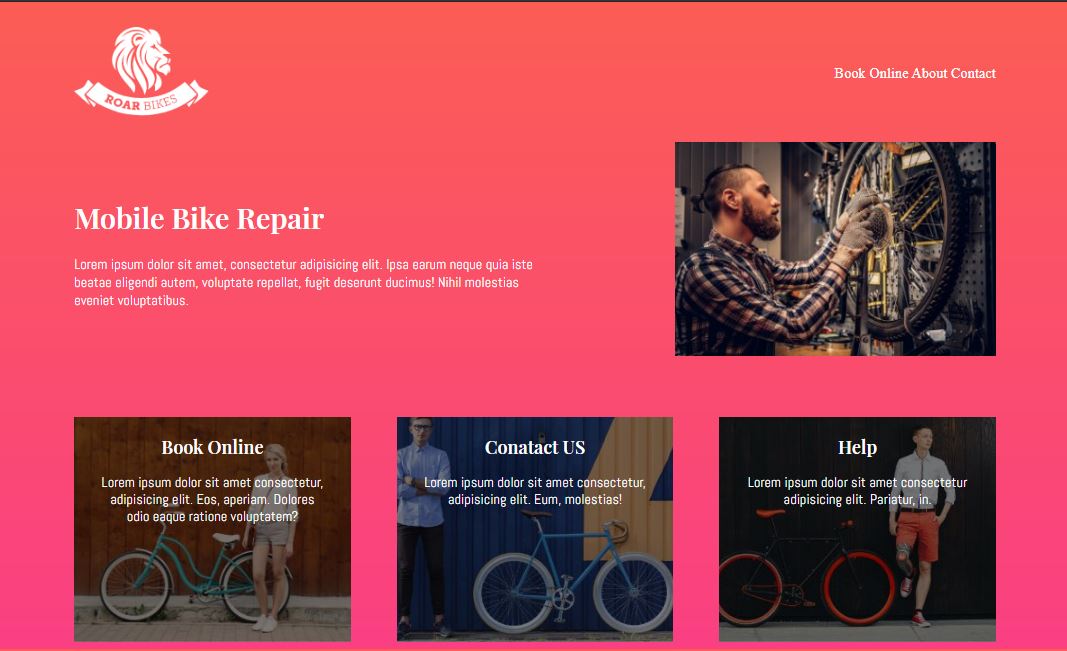 ROAR BIKES
Book Online About Contact
Mobile Bike Repair
Lorem ipsum dolor sit amet, consectetur adipisicing elit. Ipsa earum neque quia iste
beatae eligendi autem, voluptate repellat, fugit deserunt ducimus! Nihil molestias
eveniet voluptatibus.
Book Online
Lorem ipsum dolor sit amet consectetur,
adipisicing elit. Eos, aperiam. Dolores
odio eaque ratione voluptatem?
Conatact US
Lorem ipsum dolor sit amet consectetur,
adipisicing elit. Eum, molestias!
Help
Lorem ipsum dolor sit amet consectetur
adipisicing elit. Pariatur, in.